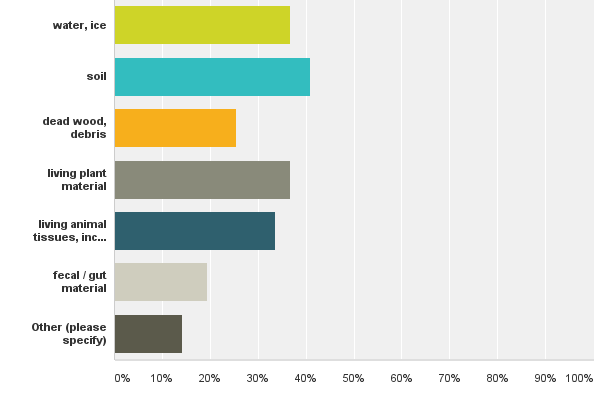 water, ice
soil
dead wood,
debris
living plant
material
living animal
tissues, inc...
fecal / gut
material
Other (please
specify)
0% 10% 20% 30% 40% 50% 60% 70% 80% 90% 100%